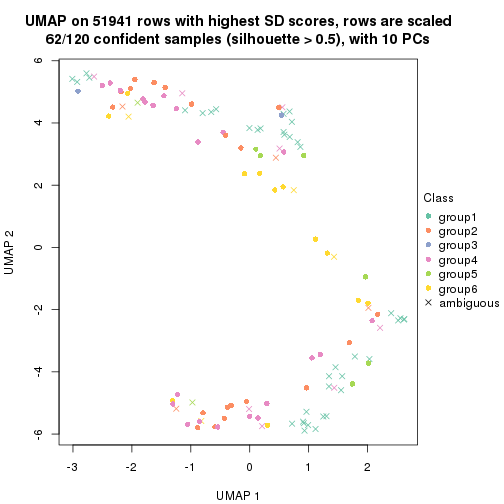 UMAP on 51941 rows with highest SD scores, rows are scaled
62/120 confident samples (silhouette > 0.5), with 10 PCs
6
4
2
0
-2
-4
-6
UMAP 2
-3
-2
-1
0
1
2
UMAP 1
Class
group1
group2
group3
group4
group5
group6
ambiguous